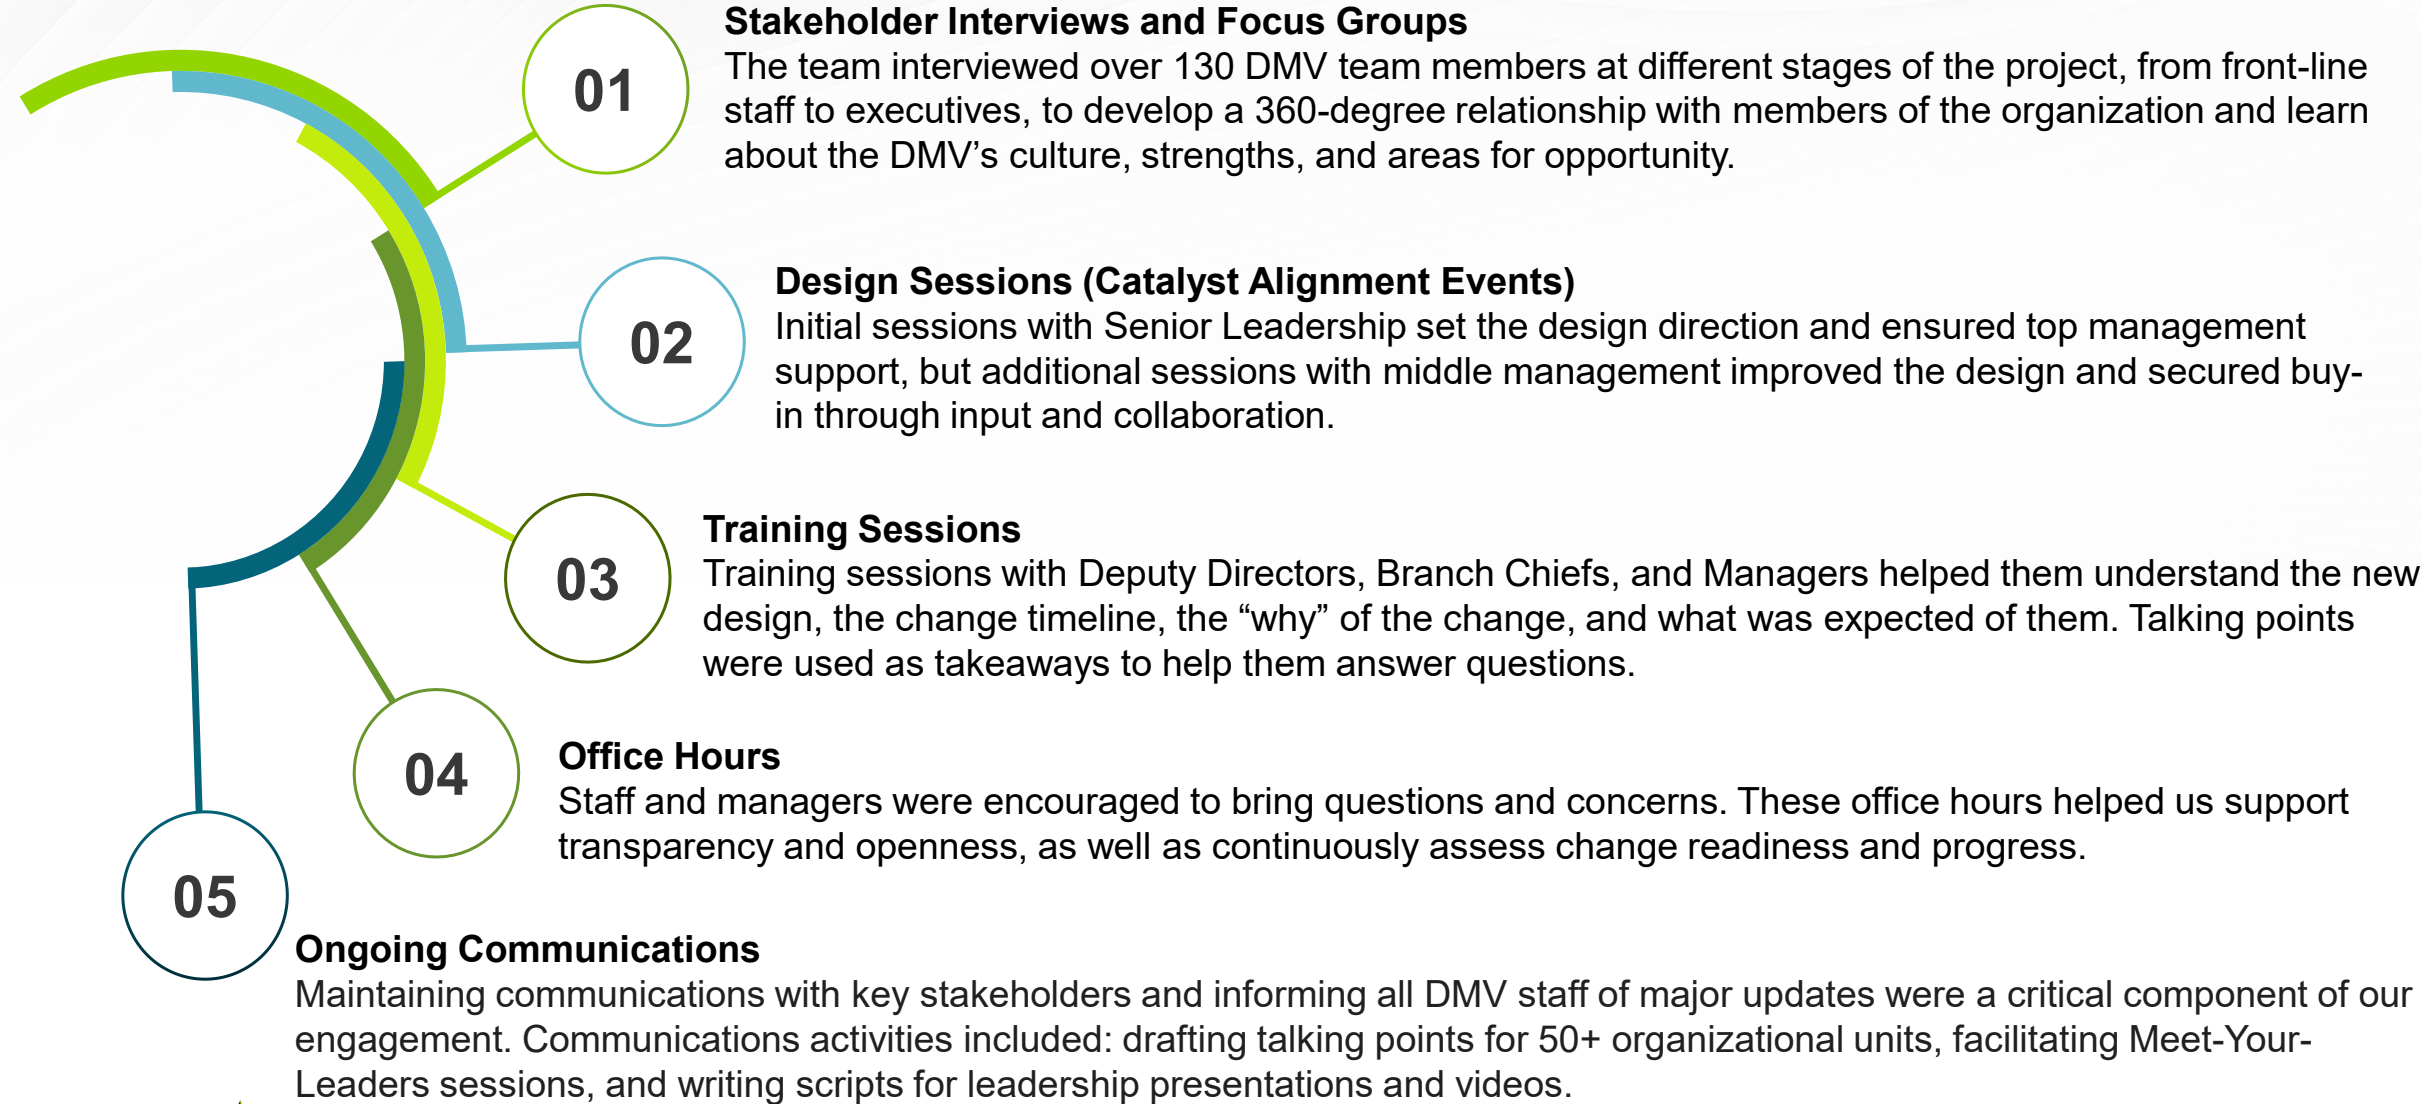 01
Stakeholder Interviews and Focus Groups
The team interviewed over 130 DMV team members at different stages of the project, from front-line
staff to executives, to develop a 360-degree relationship with members of the organization and learn
about the DMV’s culture, strengths, and areas for opportunity.
02
Design Sessions (Catalyst Alignment Events)
Initial sessions with Senior Leadership set the design direction and ensured top management
support, but additional sessions with middle management improved the design and secured buy-
in through input and collaboration.
03
Training Sessions
Training sessions with Deputy Directors, Branch Chiefs, and Managers helped them understand the new
design, the change timeline, the “why” of the change, and what was expected of them. Talking points
were used as takeaways to help them answer questions.
04
Office Hours
Staff and managers were encouraged to bring questions and concerns. These office hours helped us support
transparency and openness, as well as continuously assess change readiness and progress.
05
Ongoing Communications
Maintaining communications with key stakeholders and informing all DMV staff of major updates were a critical component of our
engagement. Communications activities included: drafting talking points for 50+ organizational units, facilitating Meet-Your-
Leaders sessions, and writing scripts for leadership presentations and videos.